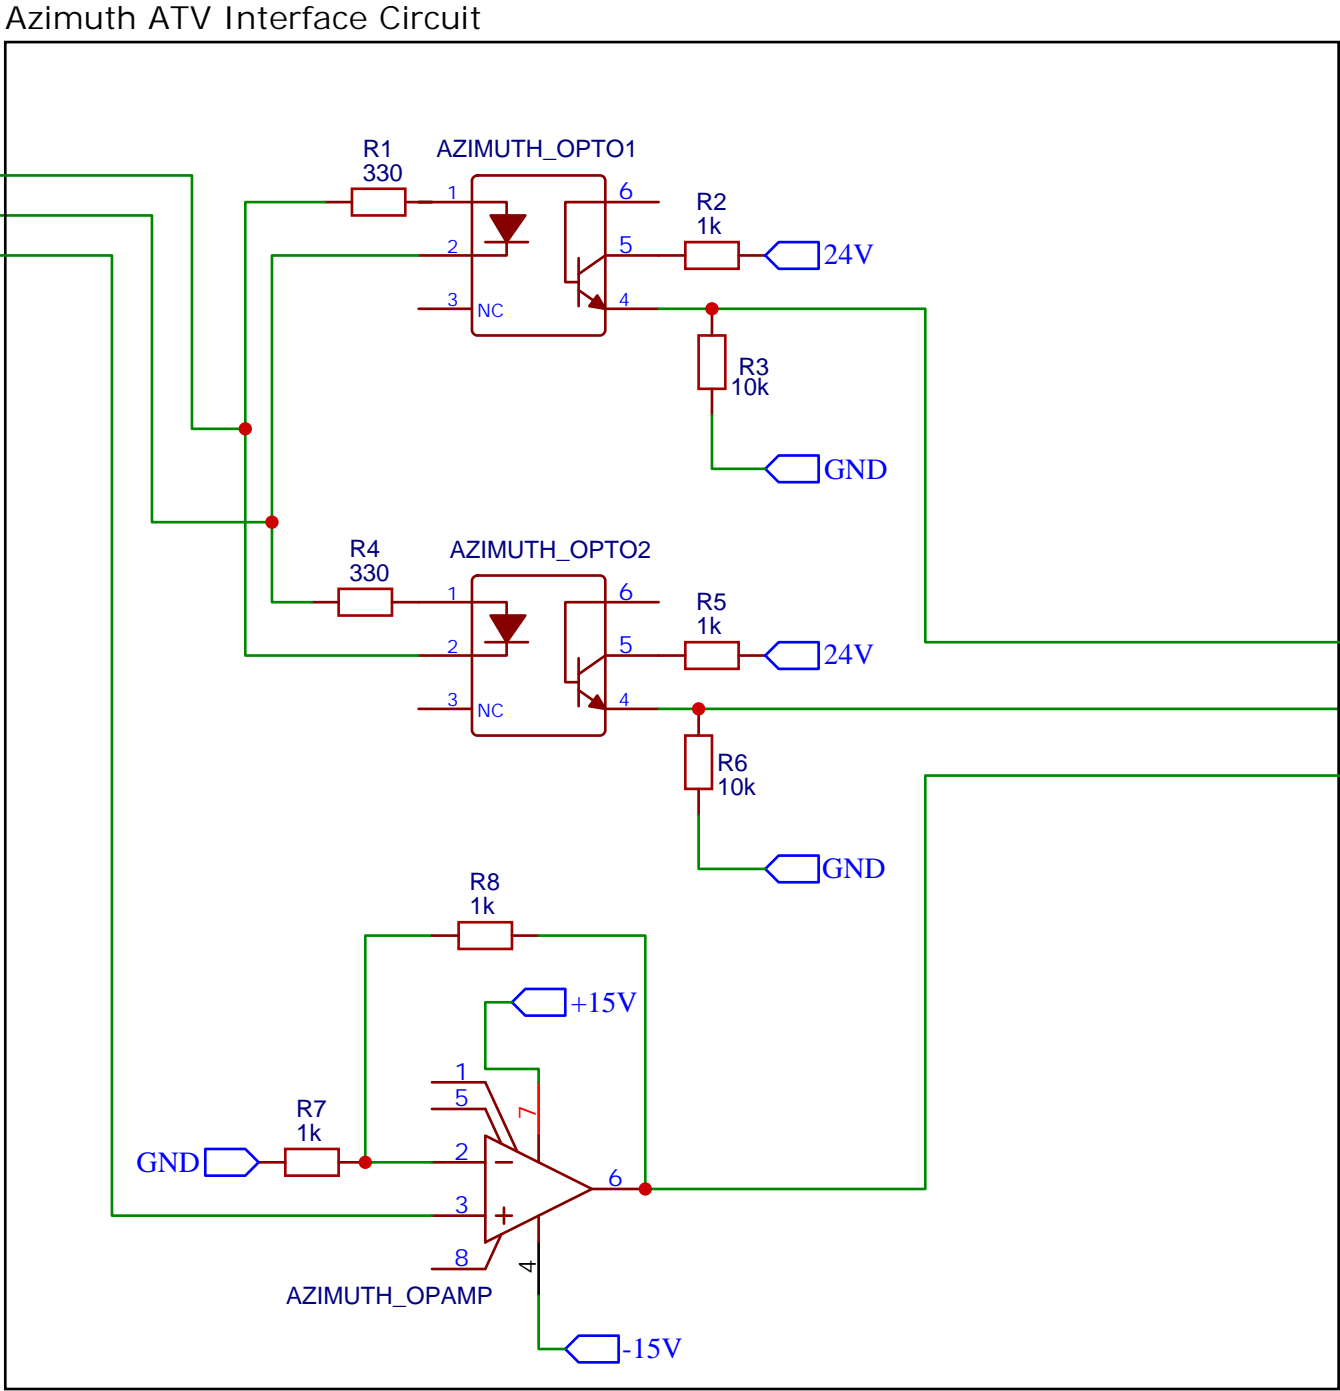 Azimuth ATV Interface Circuit
R1
330
AZIMUTH_OPTO1
1
2
3
NC
6
5
4
R2
1k
24V
R3
10k
GND
R4
330
AZIMUTH_OPTO2
1
2
3
NC
6
5
4
R5
1k
24V
R6
10k
GND
R8
1k
+15V
1
5
7
R7
1k
GND
2
3
6
8
4
AZIMUTH_OPAMP
-15V